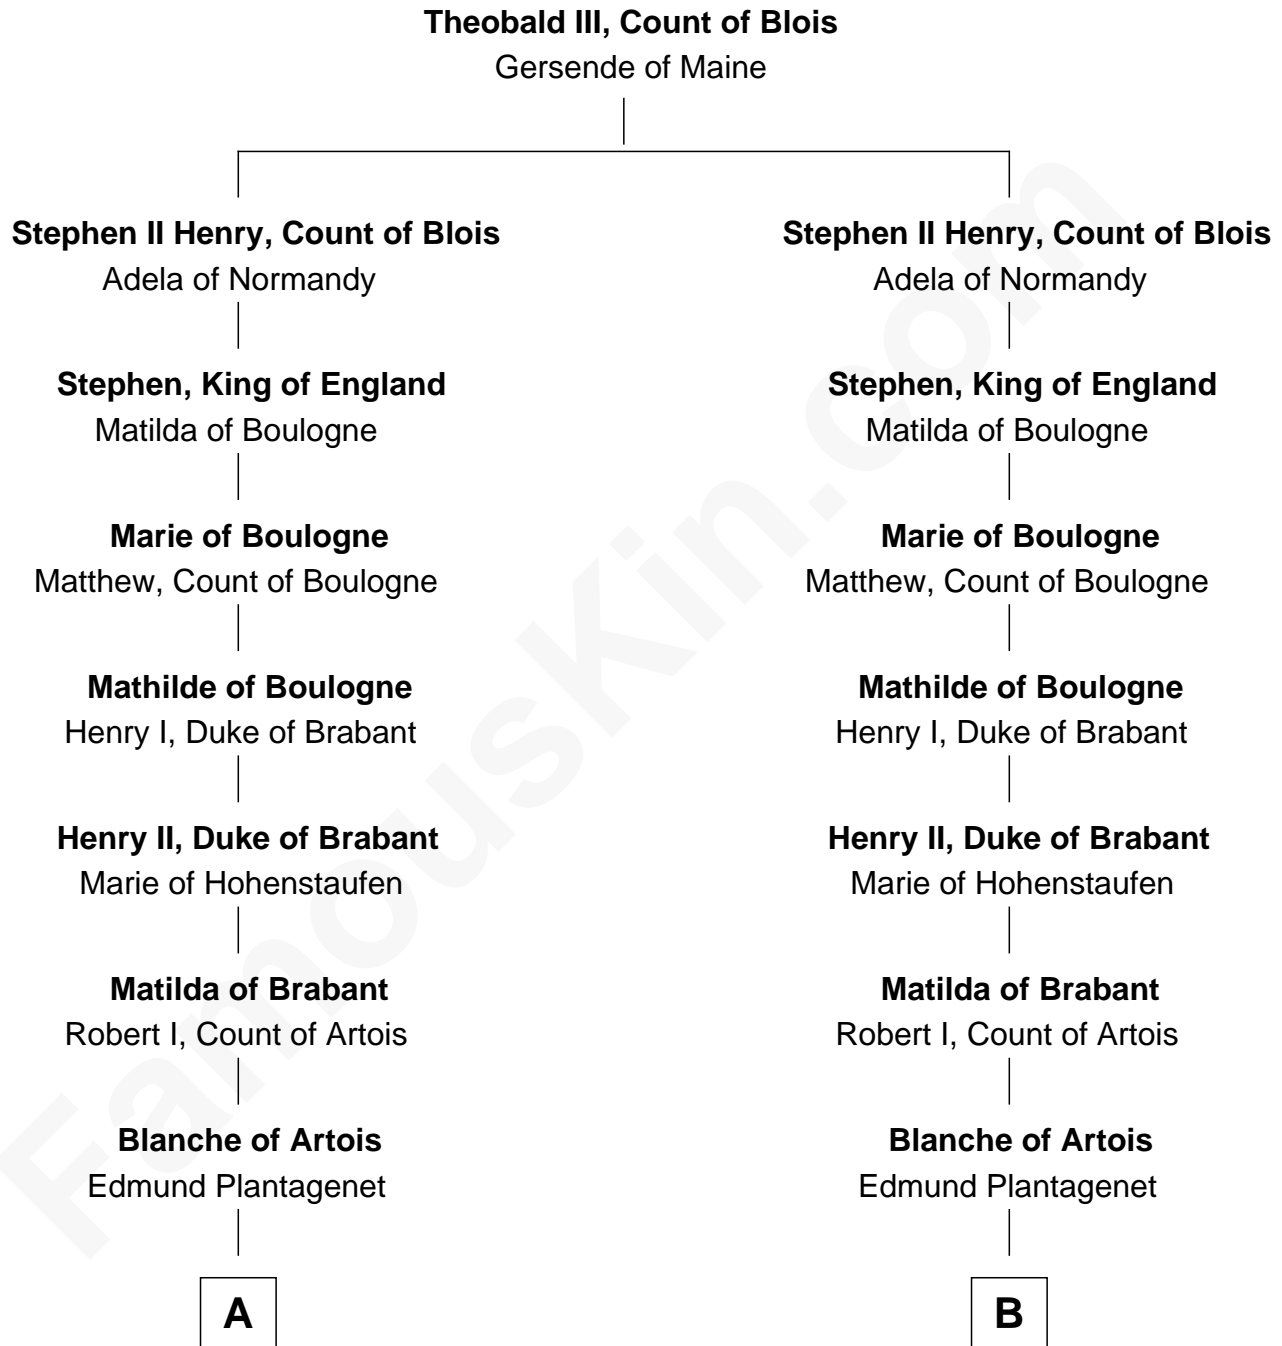 Theobald III, Count of Blois
Gersende of Maine
Stephen II Henry, Count of Blois
Adela of Normandy
Stephen, King of England
Matilda of Boulogne
Marie of Boulogne
Matthew, Count of Boulogne
Mathilde of Boulogne
Henry I, Duke of Brabant
Henry II, Duke of Brabant
Marie of Hohenstaufen
Matilda of Brabant
Robert I, Count of Artois
Blanche of Artois
Edmund Plantagenet
A
Stephen II Henry, Count of Blois
Adela of Normandy
Stephen, King of England
Matilda of Boulogne
Marie of Boulogne
Matthew, Count of Boulogne
Mathilde of Boulogne
Henry I, Duke of Brabant
Henry II, Duke of Brabant
Marie of Hohenstaufen
Matilda of Brabant
Robert I, Count of Artois
Blanche of Artois
Edmund Plantagenet
B
FamousKin.com